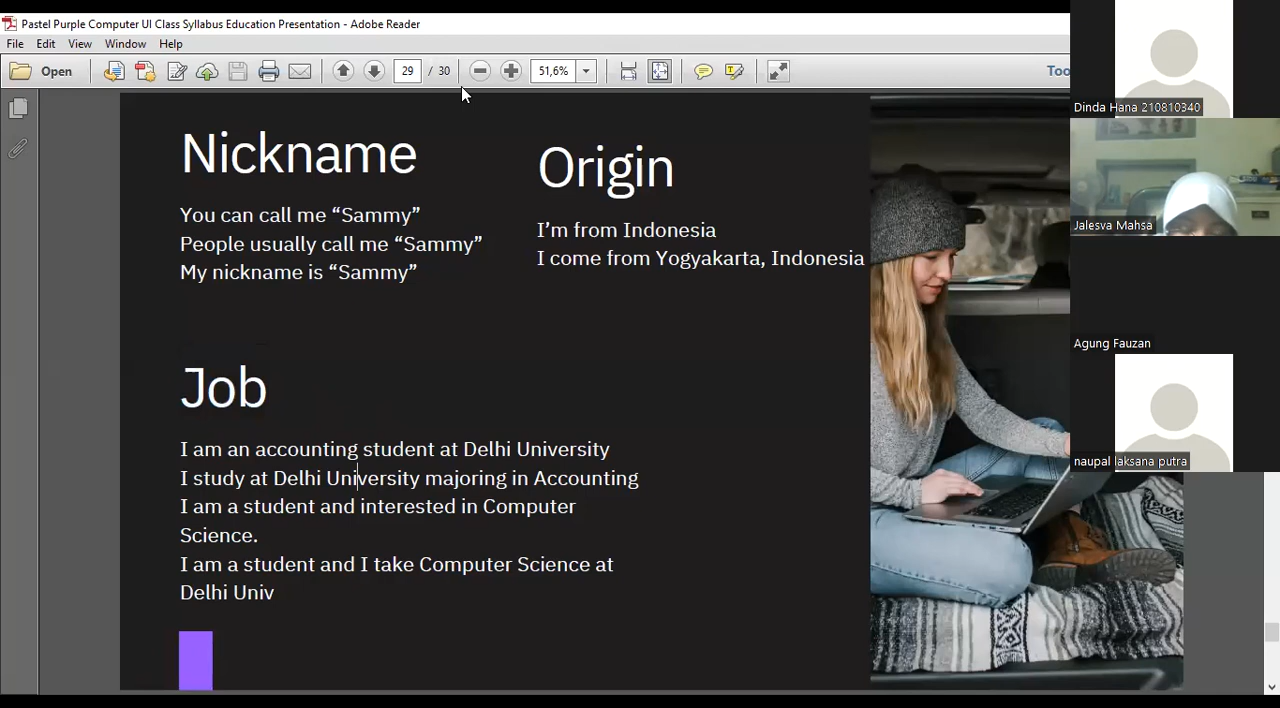 Pastel Purple Computer UI Class Syllabus Education Presentation - Adobe Reader
File Edit View Window Help
Open 29 / 30 51,6% Too
Nickname
You can call me “Sammy”
People usually call me “Sammy”
My nickname is “Sammy”
Origin
I’m from Indonesia
I come from Yogyakarta, Indonesia
Job
I am an accounting student at Delhi University
I study at Delhi University majoring in Accounting
I am a student and interested in Computer
Science.
I am a student and I take Computer Science at
Delhi Univ
Dinda Hana 210810340
Jalesva Mahsa
Agung Fauzan
naupal laksana putra